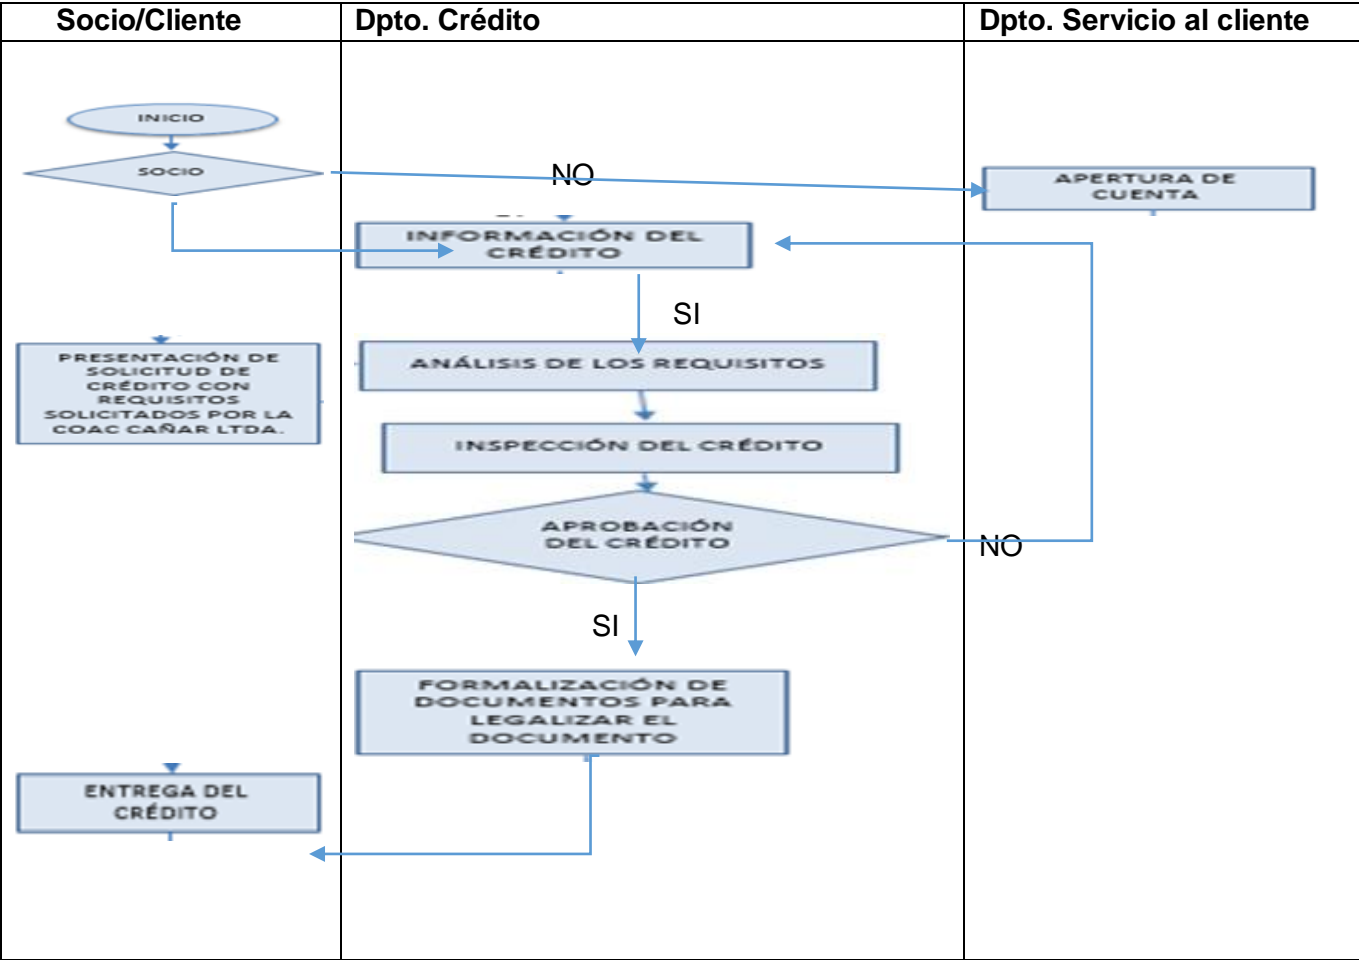 Socio/Cliente
Dpto. Crédito
Dpto. Servicio al cliente
INICIO
SOCIO
NO
APERTURA DE
CUENTA
INFORMACIÓN DEL
CRÉDITO
SI
PRESENTACIÓN DE
SOLICITUD DE
CRÉDITO CON
REQUISITOS
SOLICITADOS POR LA
COAC CAÑAR LTDA.
ANÁLISIS DE LOS REQUISITOS
INSPECCIÓN DEL CRÉDITO
APROBACIÓN
DEL CRÉDITO
NO
SI
FORMALIZACIÓN DE
DOCUMENTOS PARA
LEGALIZAR EL
DOCUMENTO
ENTREGA DEL
CRÉDITO